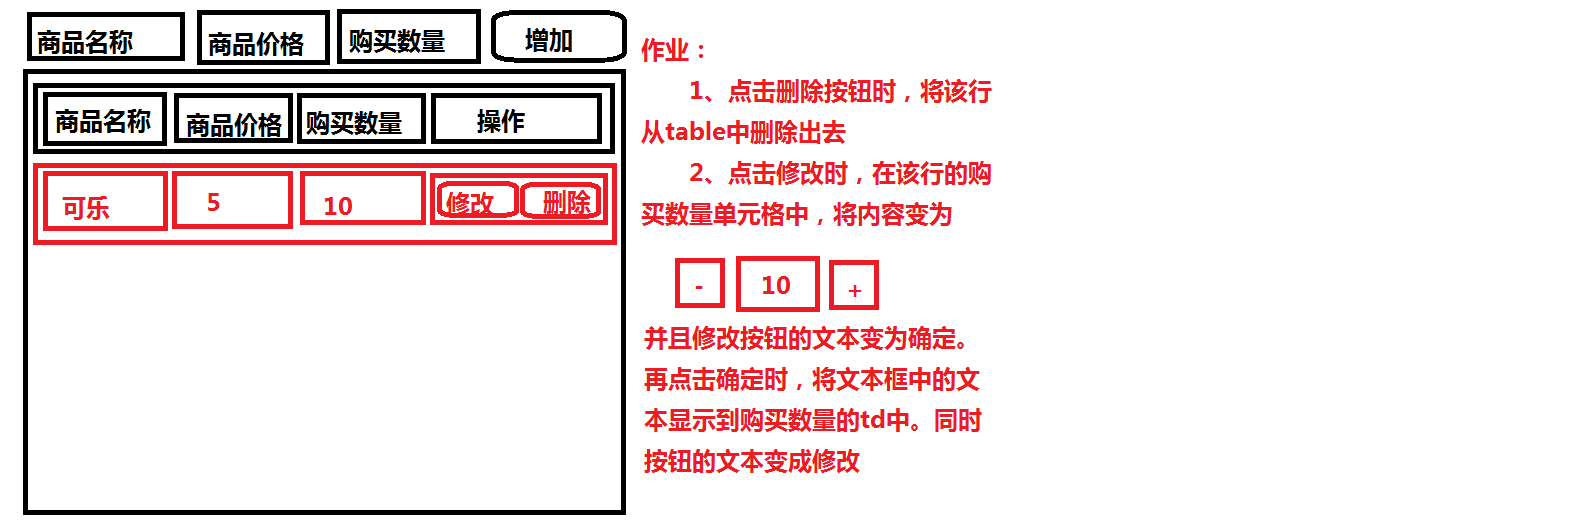 商品名称 商品价格 购买数量 增加
商品名称 商品价格 购买数量 操作
可乐 5 10 修改 删除
作业：
1、点击删除按钮时，将该行
从table中删除出去
2、点击修改时，在该行的购
买数量单元格中，将内容变为
- 10 +
并且修改按钮的文本变为确定。
再点击确定时，将文本框中的文
本显示到购买数量的td中。同时
按钮的文本变成修改